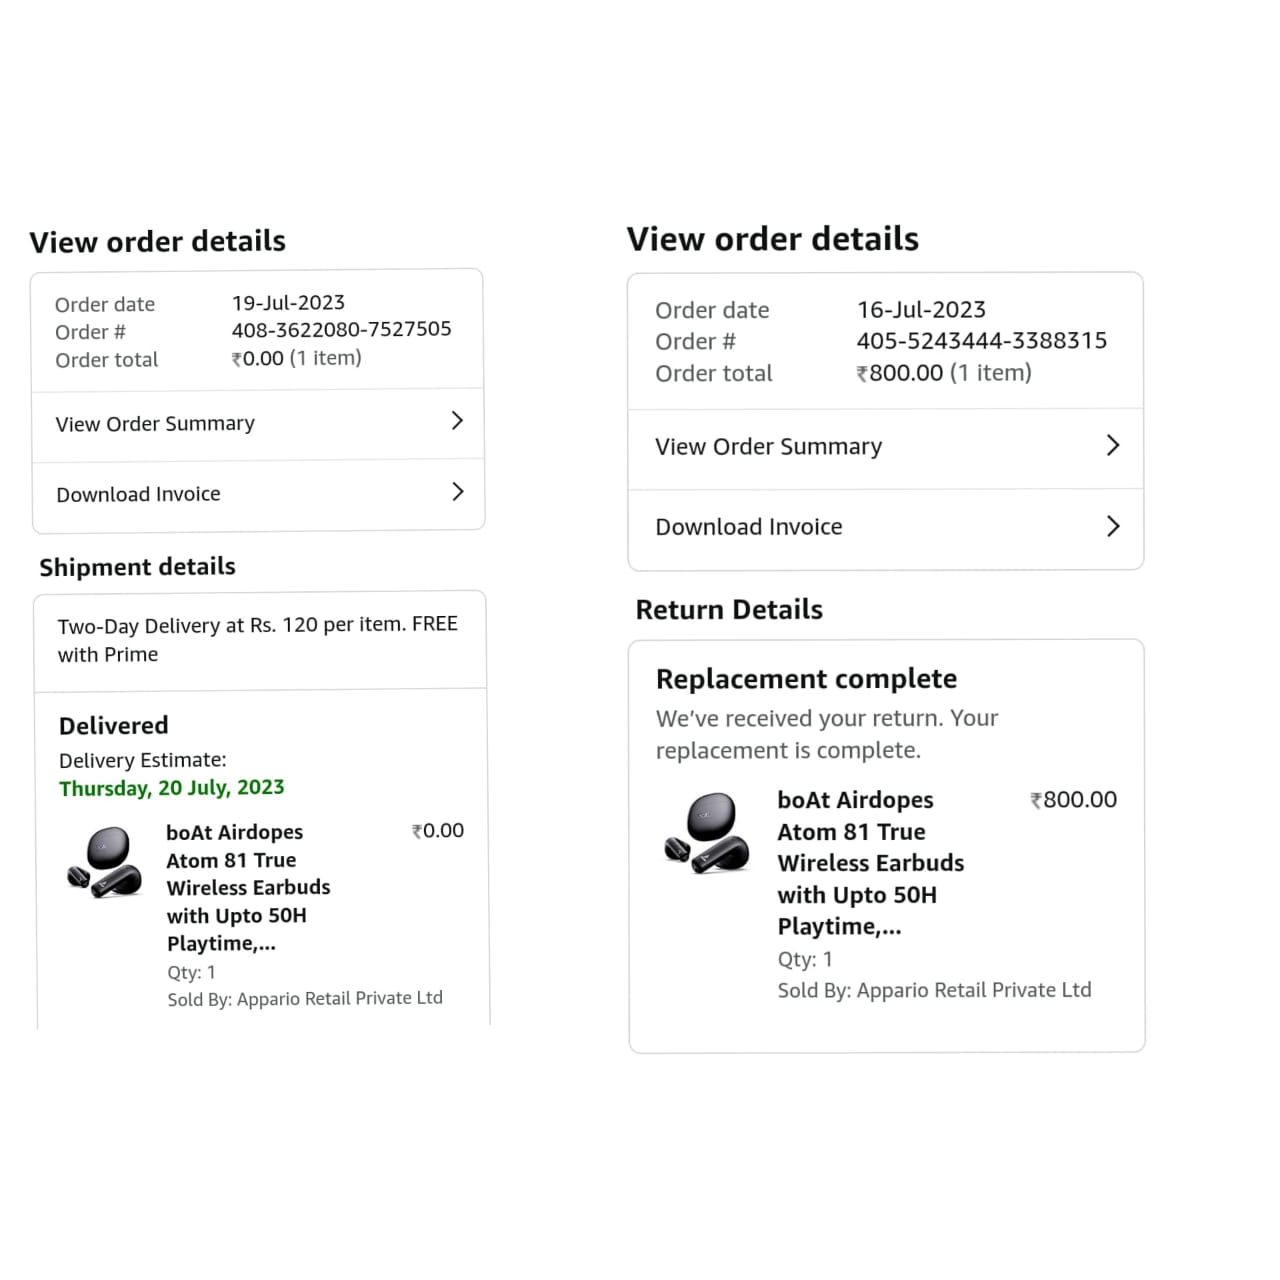 View order details
Order date 19-Jul-2023
Order # 408-3622080-7527505
Order total ₹0.00 (1 item)
View Order Summary
Download Invoice
Shipment details
Two-Day Delivery at Rs. 120 per item. FREE
with Prime
Delivered
Delivery Estimate:
Thursday, 20 July, 2023
boAt Airdopes ₹0.00
Atom 81 True
Wireless Earbuds
with Upto 50H
Playtime,...
Qty: 1
Sold By: Appario Retail Private Ltd
View order details
Order date 16-Jul-2023
Order # 405-5243444-3388315
Order total ₹800.00 (1 item)
View Order Summary
Download Invoice
Return Details
Replacement complete
We've received your return. Your
replacement is complete.
boAt Airdopes ₹800.00
Atom 81 True
Wireless Earbuds
with Upto 50H
Playtime,...
Qty: 1
Sold By: Appario Retail Private Ltd